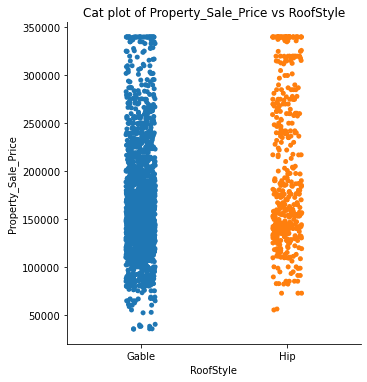 Cat plot of Property_Sale_Price vs RoofStyle
350000
300000
250000
200000
150000
100000
50000
Property_Sale_Price
Gable
Hip
RoofStyle